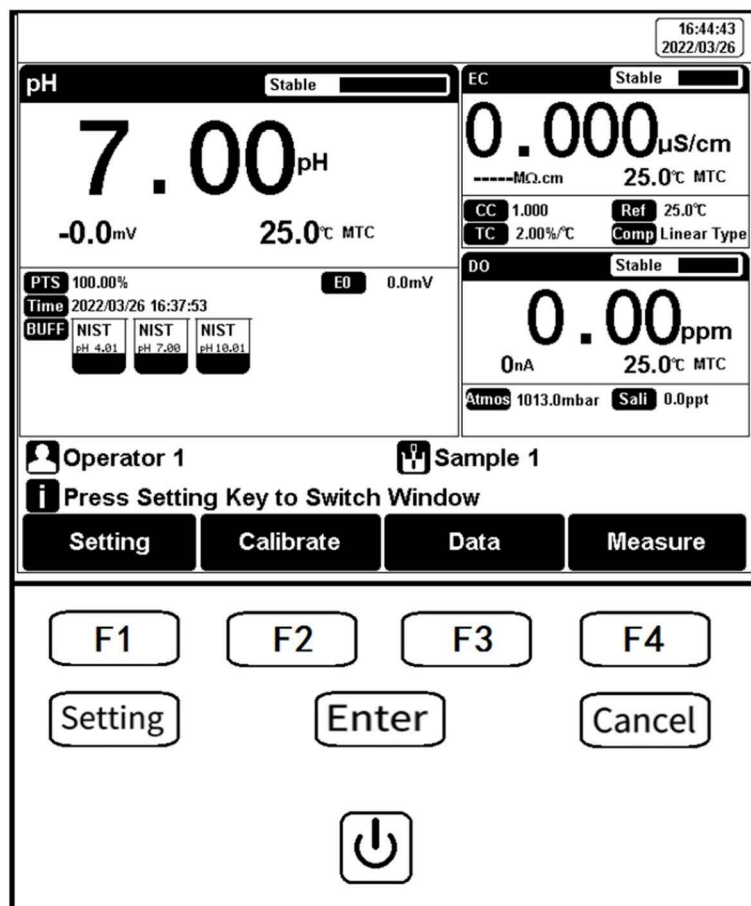 16:44:43
2022/03/26
pH Stable
7.00pH
-0.0mV 25.0℃ MTC
PTS 100.00% E0 0.0mV
Time 2022/03/26 16:37:53
BUFF NIST NIST NIST
pH 4.01 pH 7.00 pH 10.01
EC Stable
0.000µS/cm
-----MΩ.cm 25.0℃ MTC
CC 1.000 Ref 25.0℃
TC 2.00%/℃ Comp Linear Type
DO Stable
0.00ppm
0nA 25.0℃ MTC
Atmos 1013.0mbar Sali 0.0ppt
Operator 1 Sample 1
i Press Setting Key to Switch Window
Setting Calibrate Data Measure
F1 F2 F3 F4
Setting Enter Cancel